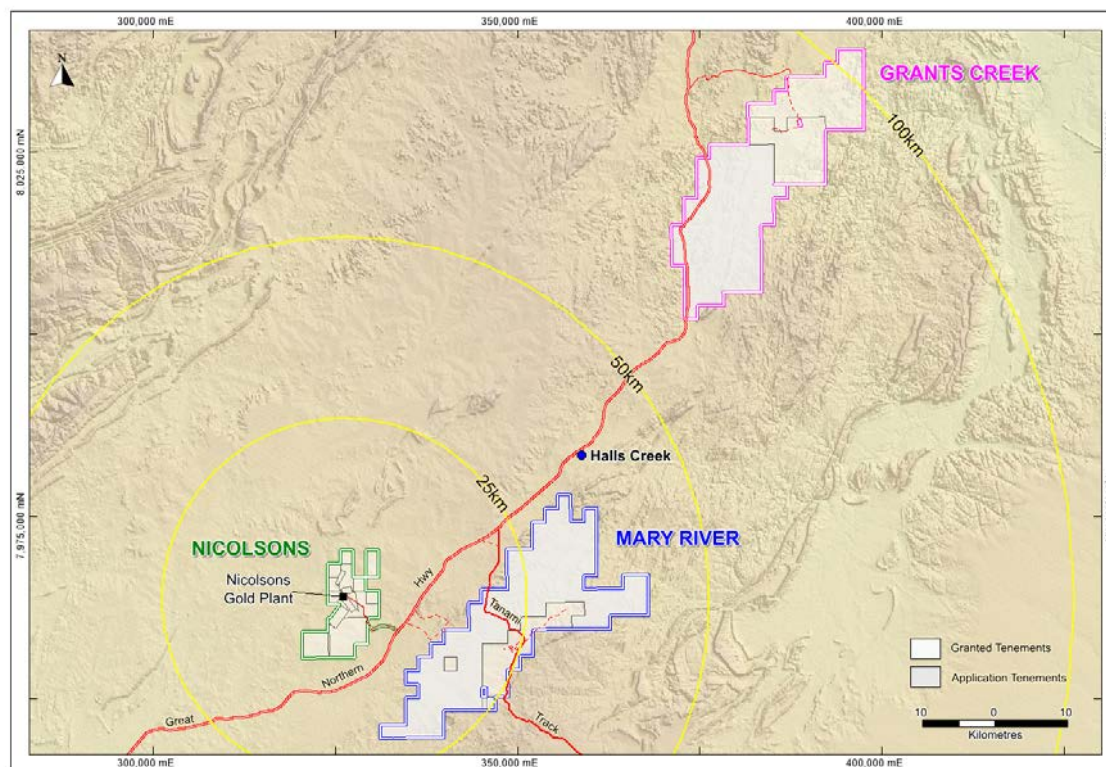 300,000 mE
350,000 mE
400,000 mE
N
GRANTS CREEK
100km
8,025,000 mN
50km
Halls Creek
25km
7,975,000 mN
MARY RIVER
NICOLSONS
Nicolsons
Gold Plant
Hwy
Tanami
Northern
Great
Track
Granted Tenements
Application Tenements
10 0 10
Kilometres
300,000 mE
350,000 mE
400,000 mE